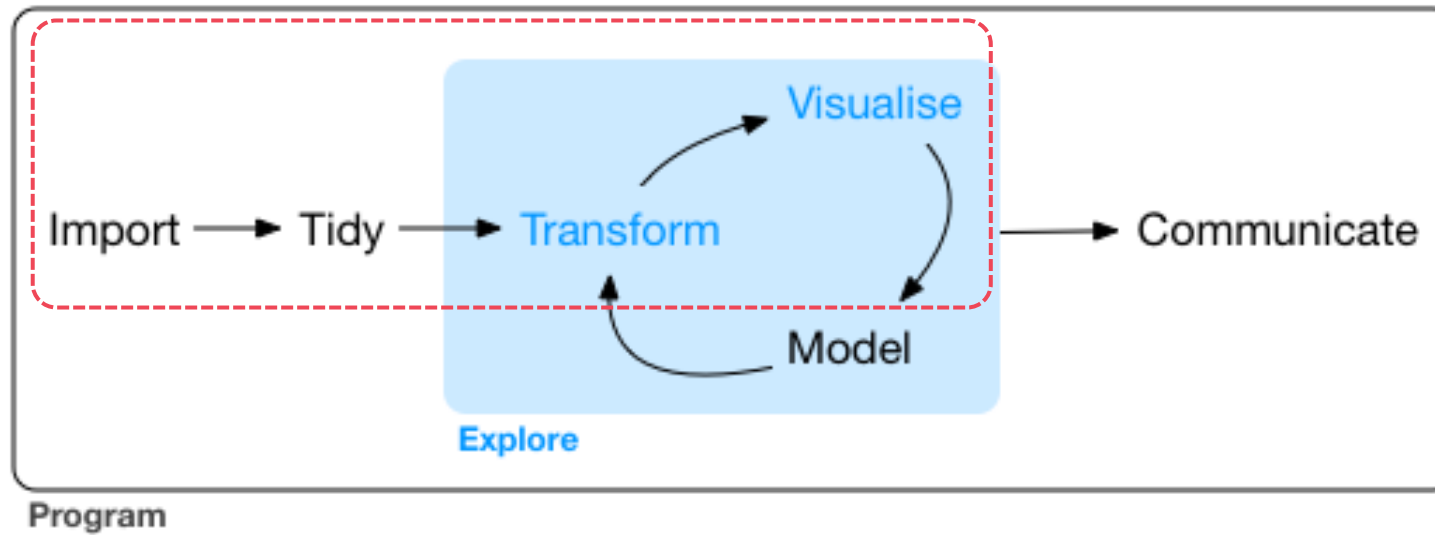 Visualise
Import
Tidy
Transform
Communicate
Model
Explore
Program